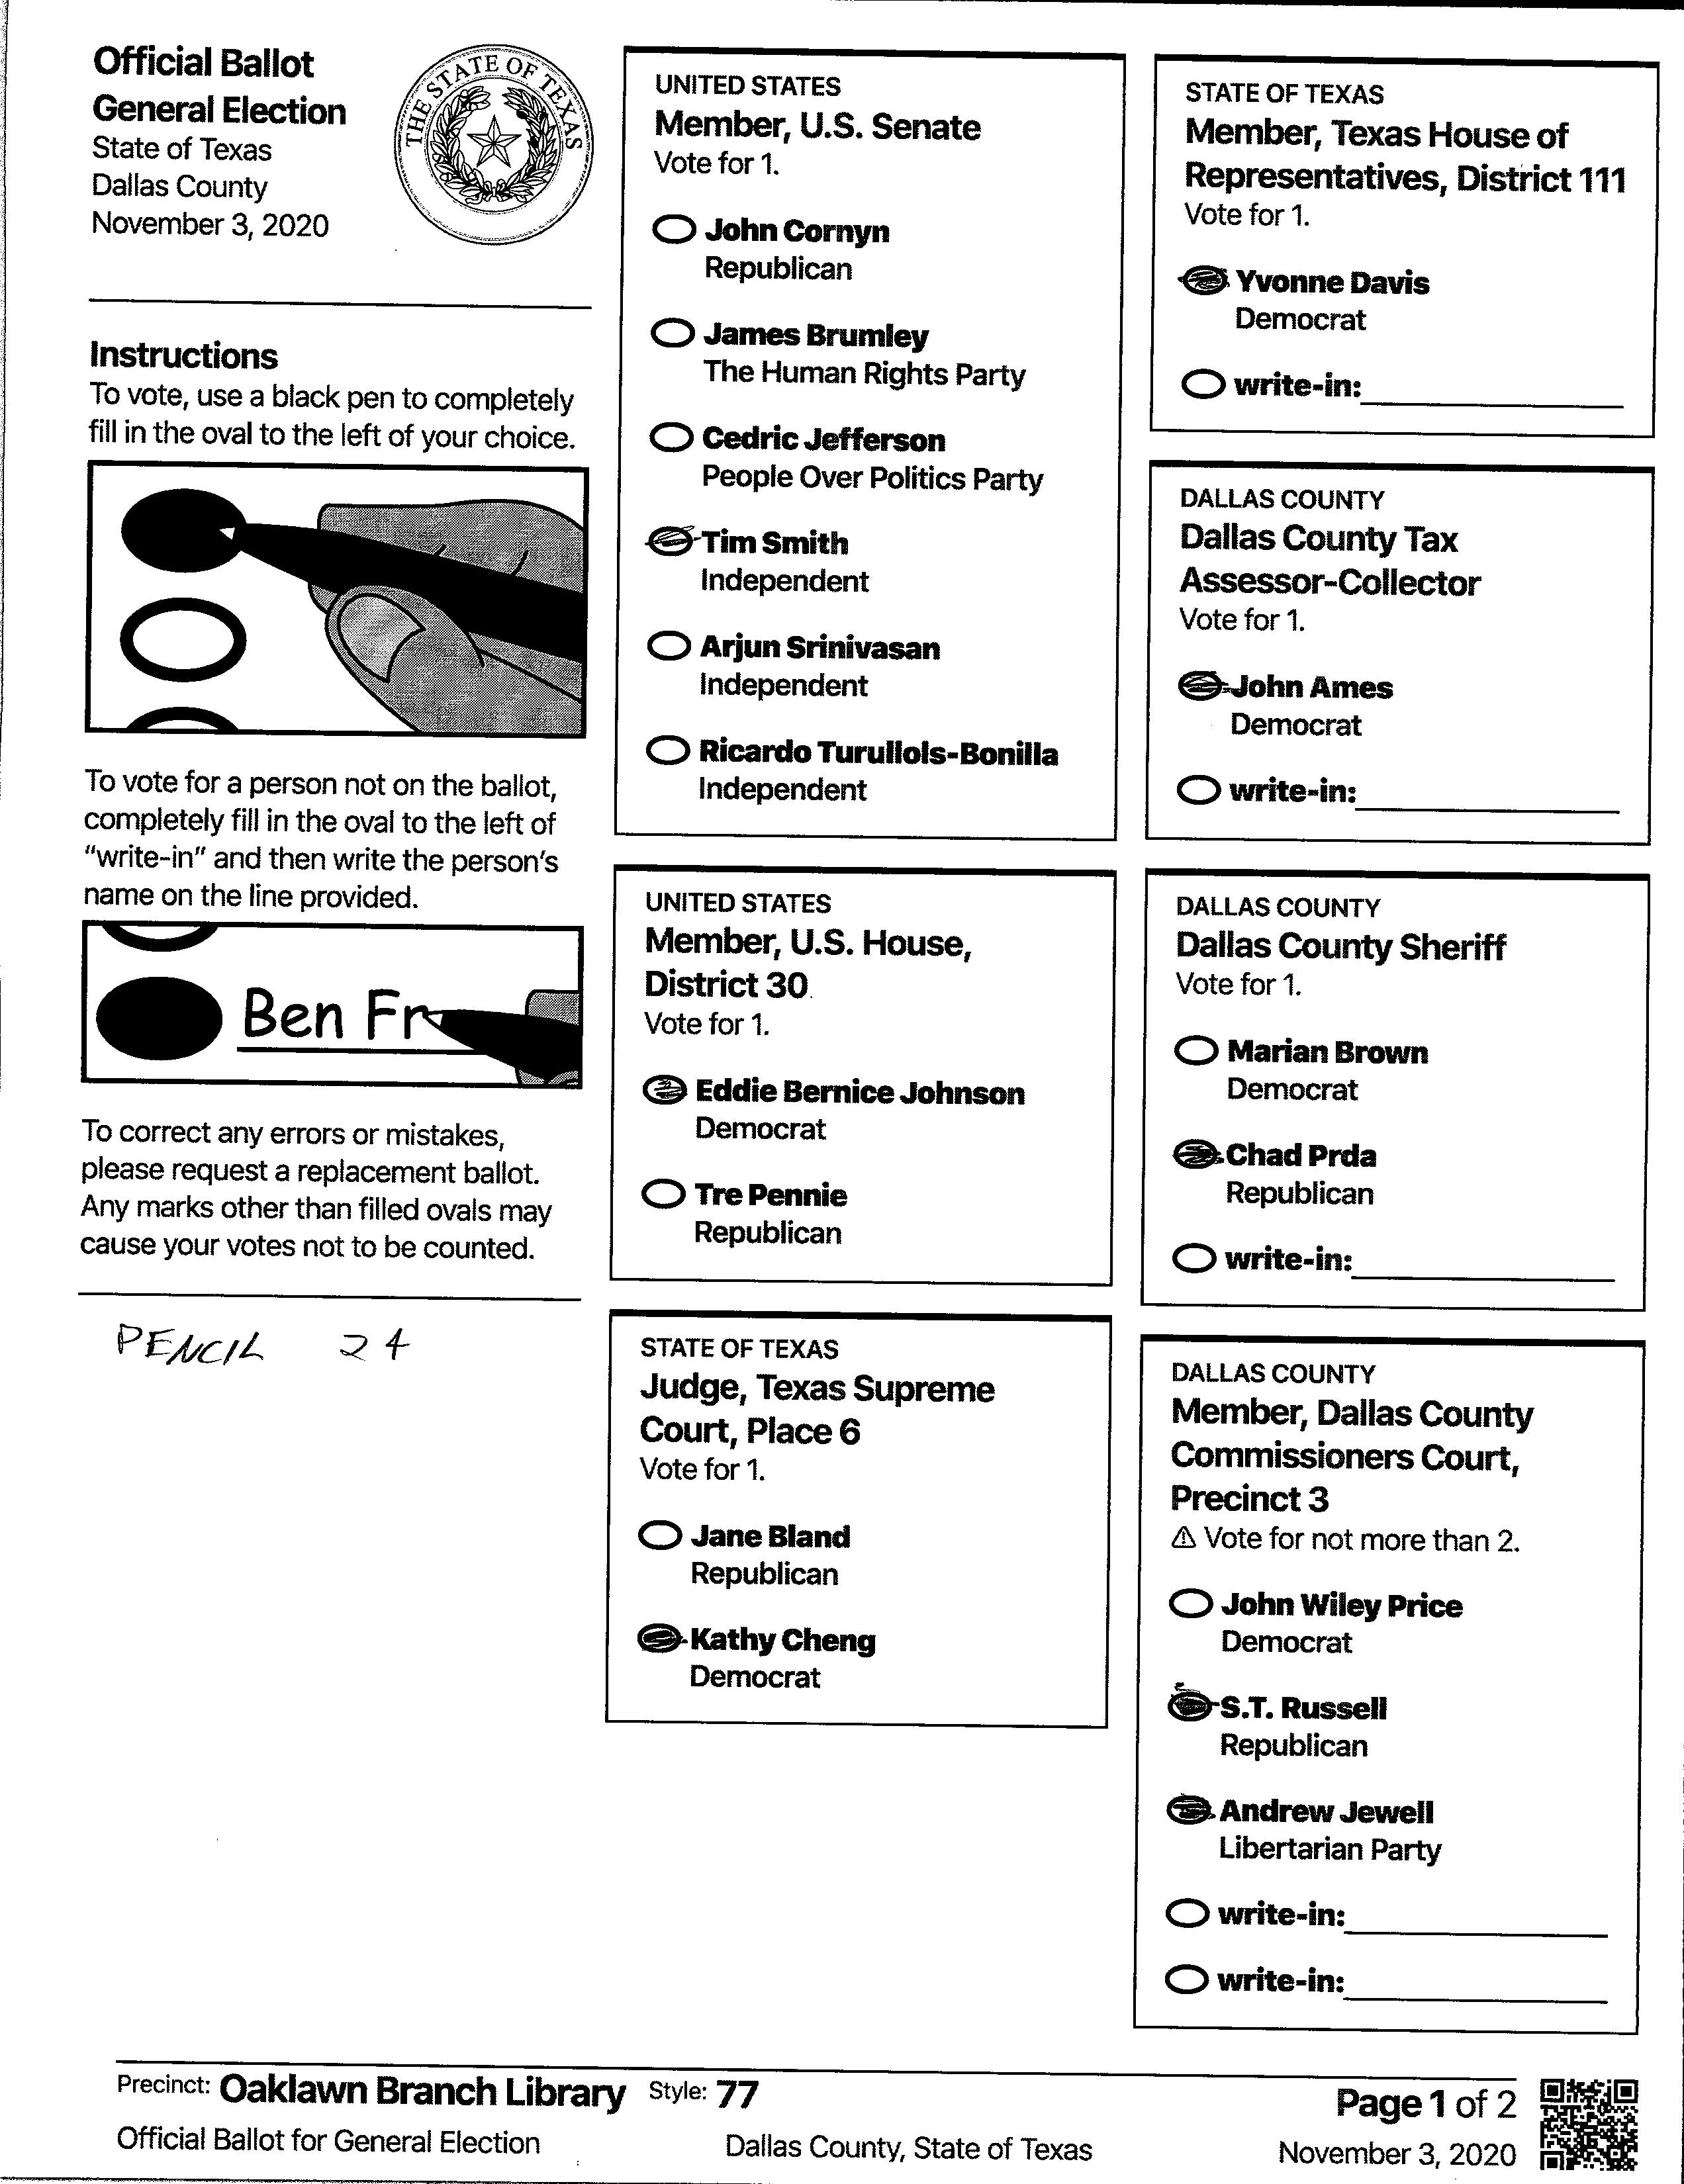 Official Ballot
General Election
State of Texas
Dallas County
November 3, 2020
THE STATE OF TEXAS
Instructions
To vote, use a black pen to completely
fill in the oval to the left of your choice.
To vote for a person not on the ballot,
completely fill in the oval to the left of
“write-in” and then write the person's
name on the line provided.
Ben Fr
To correct any errors or mistakes,
please request a replacement ballot.
Any marks other than filled ovals may
cause your votes not to be counted.
PENCIL 24
UNITED STATES
Member, U.S. Senate
Vote for 1.
John Cornyn
Republican
James Brumley
The Human Rights Party
Cedric Jefferson
People Over Politics Party
Tim Smith
Independent
Arjun Srinivasan
Independent
Ricardo Turullols-Bonilla
Independent
UNITED STATES
Member, U.S. House,
District 30
Vote for 1.
Eddie Bernice Johnson
Democrat
Tre Pennie
Republican
STATE OF TEXAS
Judge, Texas Supreme
Court, Place 6
Vote for 1.
Jane Bland
Republican
Kathy Cheng
Democrat
STATE OF TEXAS
Member, Texas House of
Representatives, District 111
Vote for 1.
Yvonne Davis
Democrat
write-in:
DALLAS COUNTY
Dallas County Tax
Assessor-Collector
Vote for 1.
John Ames
Democrat
write-in:
DALLAS COUNTY
Dallas County Sheriff
Vote for 1.
Marian Brown
Democrat
Chad Prda
Republican
write-in:
DALLAS COUNTY
Member, Dallas County
Commissioners Court,
Precinct 3
⚠ Vote for not more than 2.
John Wiley Price
Democrat
S.T. Russell
Republican
Andrew Jewell
Libertarian Party
write-in:
write-in:
Precinct: Oaklawn Branch Library Style: 77
Page 1 of 2
Official Ballot for General Election
Dallas County, State of Texas
November 3, 2020